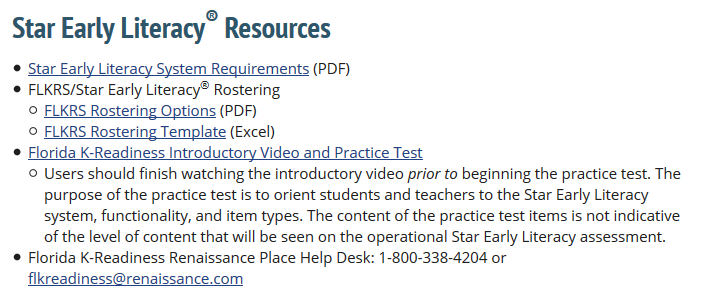 Star Early Literacy® Resources
• Star Early Literacy System Requirements (PDF)
• FLKRS/Star Early Literacy® Rostering
○ FLKRS Rostering Options (PDF)
○ FLKRS Rostering Template (Excel)
• Florida K-Readiness Introductory Video and Practice Test
○ Users should finish watching the introductory video prior to beginning the practice test. The
purpose of the practice test is to orient students and teachers to the Star Early Literacy
system, functionality, and item types. The content of the practice test items is not indicative
of the level of content that will be seen on the operational Star Early Literacy assessment.
• Florida K-Readiness Renaissance Place Help Desk: 1-800-338-4204 or
flkreadiness@renaissance.com